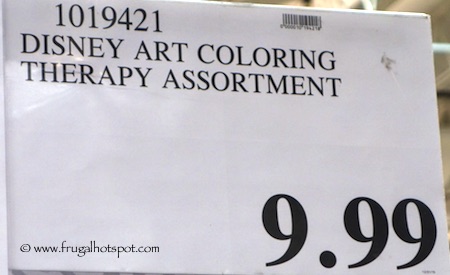 1019421
DISNEY ART COLORING
THERAPY ASSORTMENT
9.99
© www.frugalhotspot.com